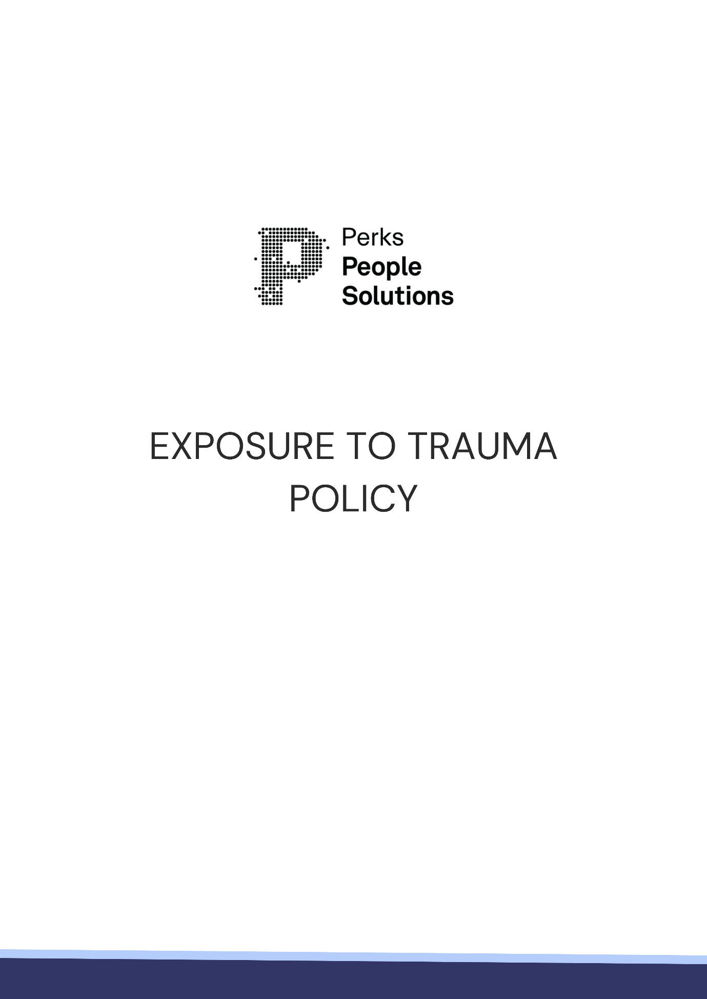 Perks
People
Solutions
EXPOSURE TO TRAUMA
POLICY